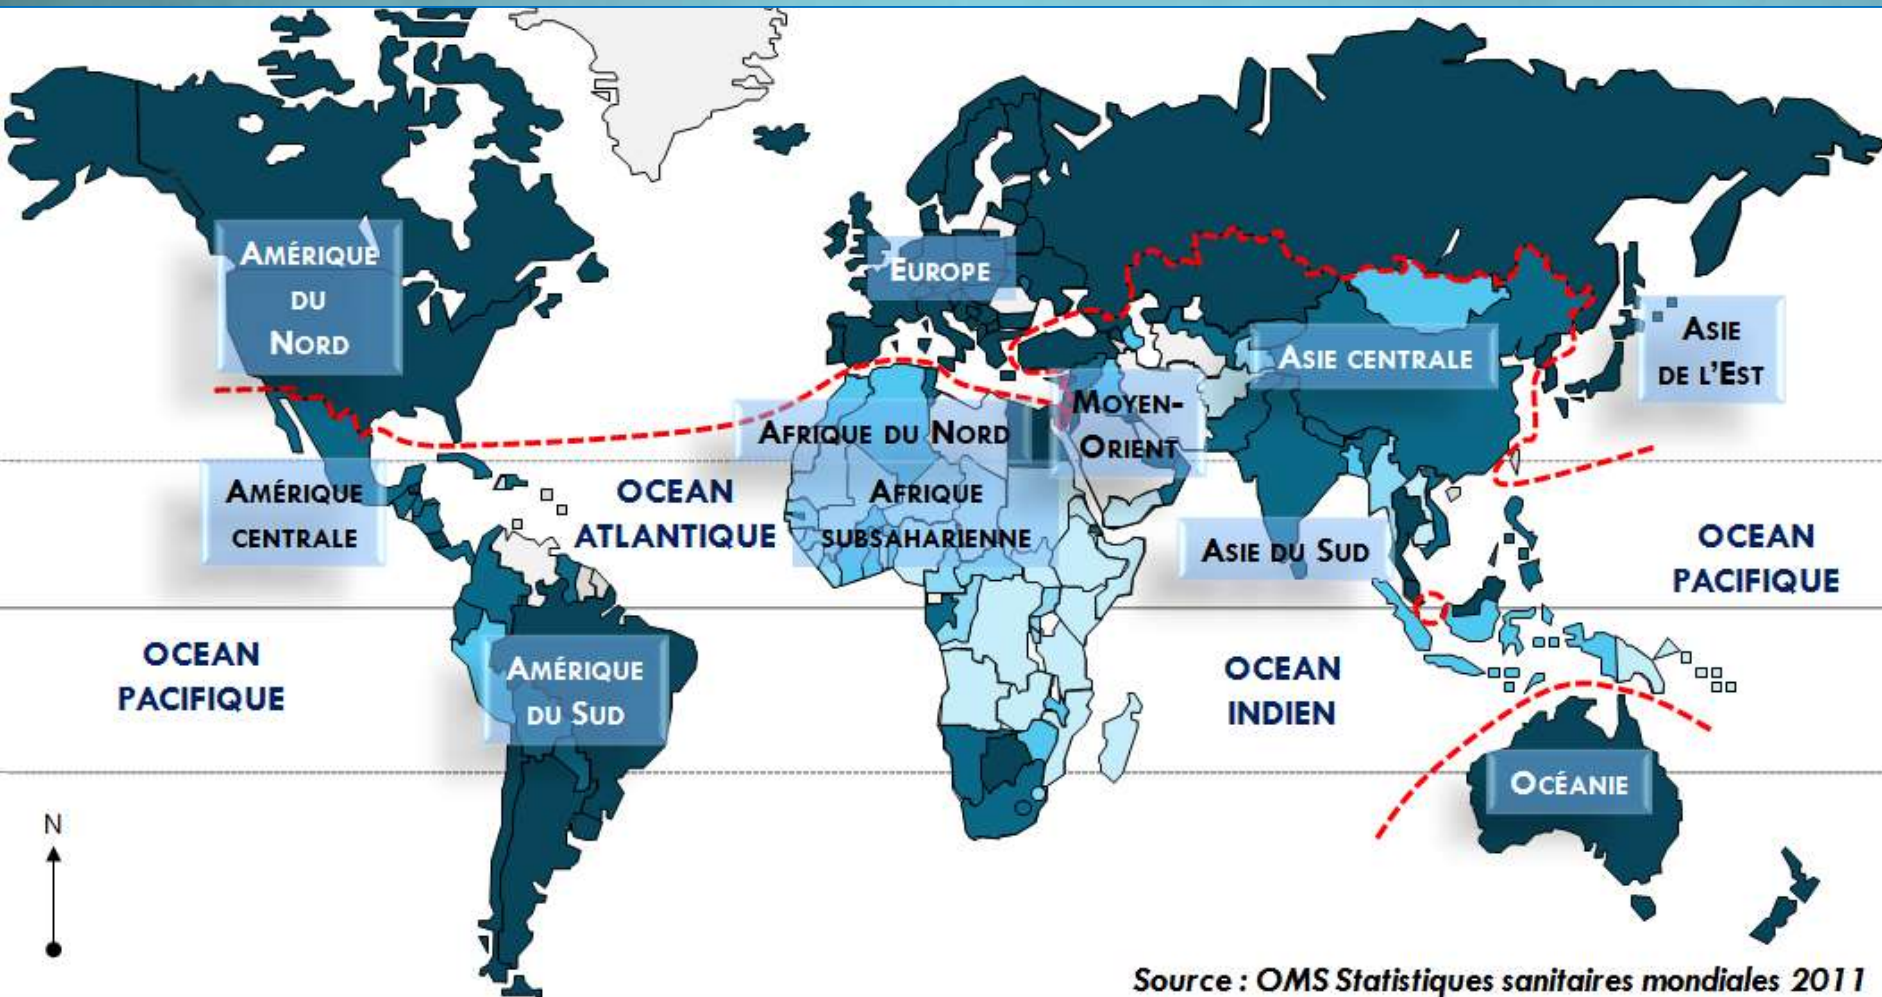 AMÉRIQUE
DU
NORD
EUROPE
ASIE CENTRALE
ASIE
DE L'EST
MOYEN-
ORIENT
AFRIQUE DU NORD
AMÉRIQUE
CENTRALE
OCEAN
ATLANTIQUE
AFRIQUE
SUBSAHARIENNE
ASIE DU SUD
OCEAN
PACIFIQUE
OCEAN
PACIFIQUE
AMÉRIQUE
DU SUD
OCEAN
INDIEN
OCÉANIE
N
Source : OMS Statistiques sanitaires mondiales 2011